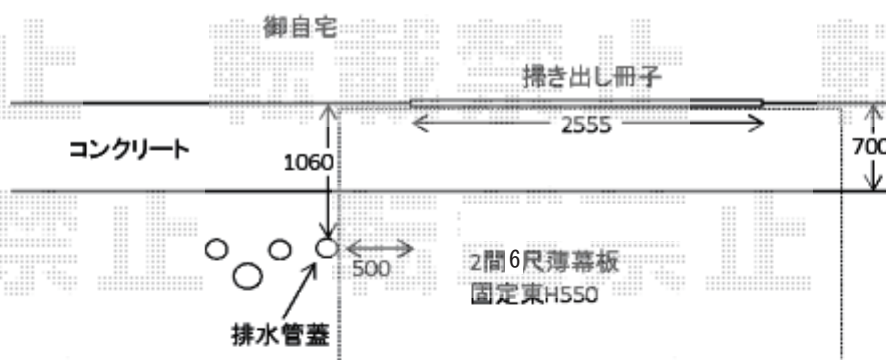 御自宅
掃き出し冊子
2555
コンクリート
1060
700
500
2間6尺薄幕板
固定束H550
排水管蓋